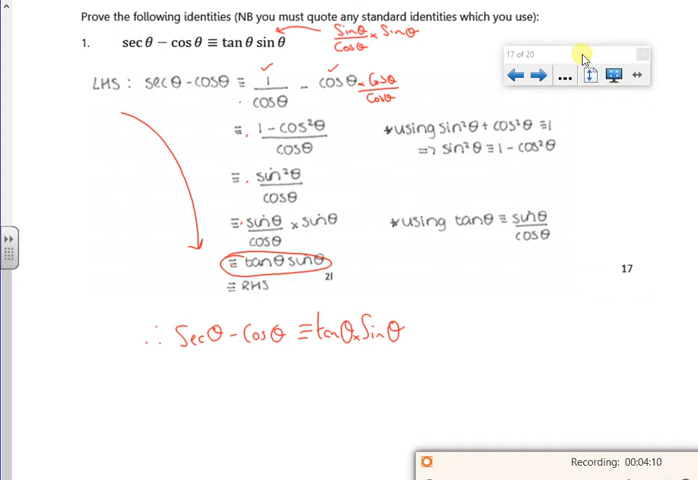 Prove the following identities (NB you must quote any standard identities which you use):
1. sec θ − cos θ ≡ tan θ sin θ
Sinθ/Cosθ × Sinθ
17 of 20
LHS : secθ − cosθ ≡ 1/cosθ − cosθ × Cosθ/Cosθ
≡ 1 − cos²θ/cosθ
*using sin²θ + cos²θ ≡ 1
⇒ sin²θ ≡ 1 − cos²θ
≡ sin²θ/cosθ
≡ sinθ/cosθ × sinθ
*using tanθ ≡ sinθ/cosθ
≡ tanθ sinθ
21
17
≡ RHS
∴ Secθ − Cosθ ≡ tanθ × Sinθ
Recording: 00:04:10